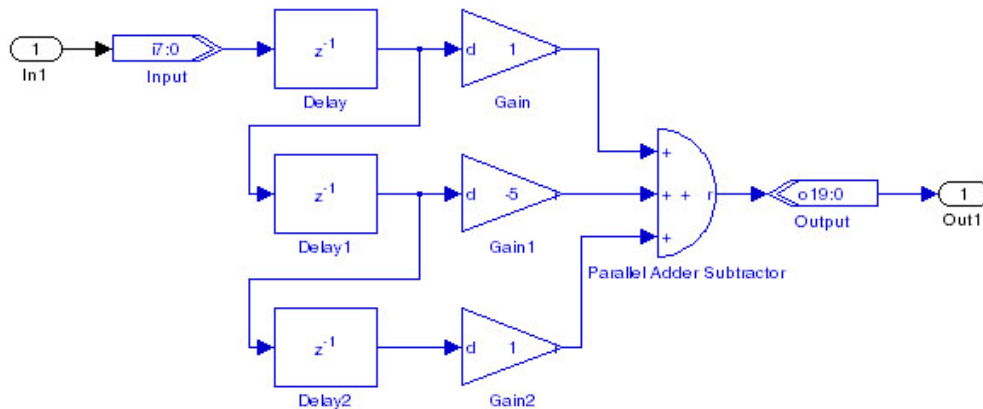 1
In1
i7:0
Input
z-1
Delay
d 1
Gain
z-1
Delay1
d -5
Gain1
z-1
Delay2
d 1
Gain2
+
+ + r
+
Parallel Adder Subtractor
o19:0
Output
1
Out1